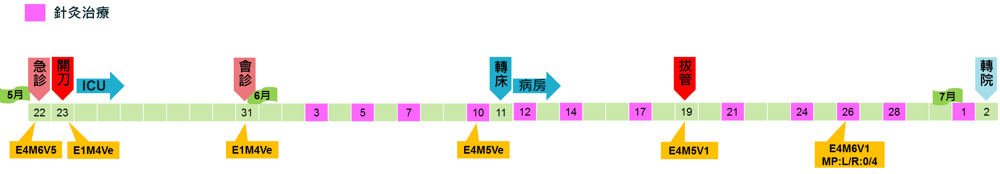 針灸治療
急診
開刀
ICU
會診
轉床
病房
拔管
轉院
5月
6月
7月
22 23 31 3 5 7 10 11 12 14 17 19 21 24 26 28 1 2
E4M6V5
E1M4Ve
E1M4Ve
E4M5Ve
E4M5V1
E4M6V1
MP:L/R:0/4